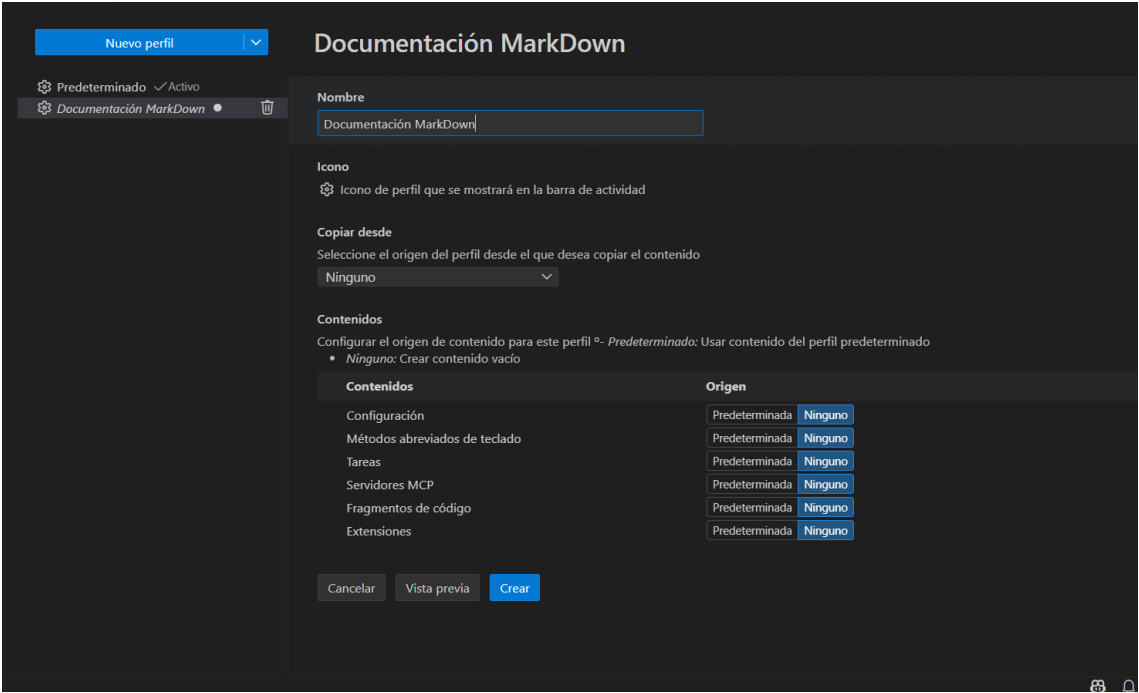 Nuevo perfil
Predeterminado Activo
Documentación MarkDown
Documentación MarkDown
Nombre
Documentación MarkDown
Icono
Icono de perfil que se mostrará en la barra de actividad
Copiar desde
Seleccione el origen del perfil desde el que desea copiar el contenido
Ninguno
Contenidos
Configurar el origen de contenido para este perfil º- Predeterminado: Usar contenido del perfil predeterminado
• Ninguno: Crear contenido vacío
Contenidos Origen
Configuración Predeterminada Ninguno
Métodos abreviados de teclado Predeterminada Ninguno
Tareas Predeterminada Ninguno
Servidores MCP Predeterminada Ninguno
Fragmentos de código Predeterminada Ninguno
Extensiones Predeterminada Ninguno
Cancelar Vista previa Crear